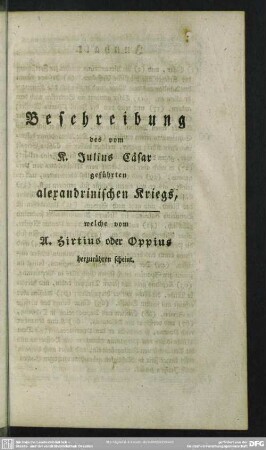 Beschreibung
des vom
K. Julius Cäsar
geführten
alexandrinischen Kriegs,
welche vom
A. Hirtius oder Oppius
herzurühren scheint.